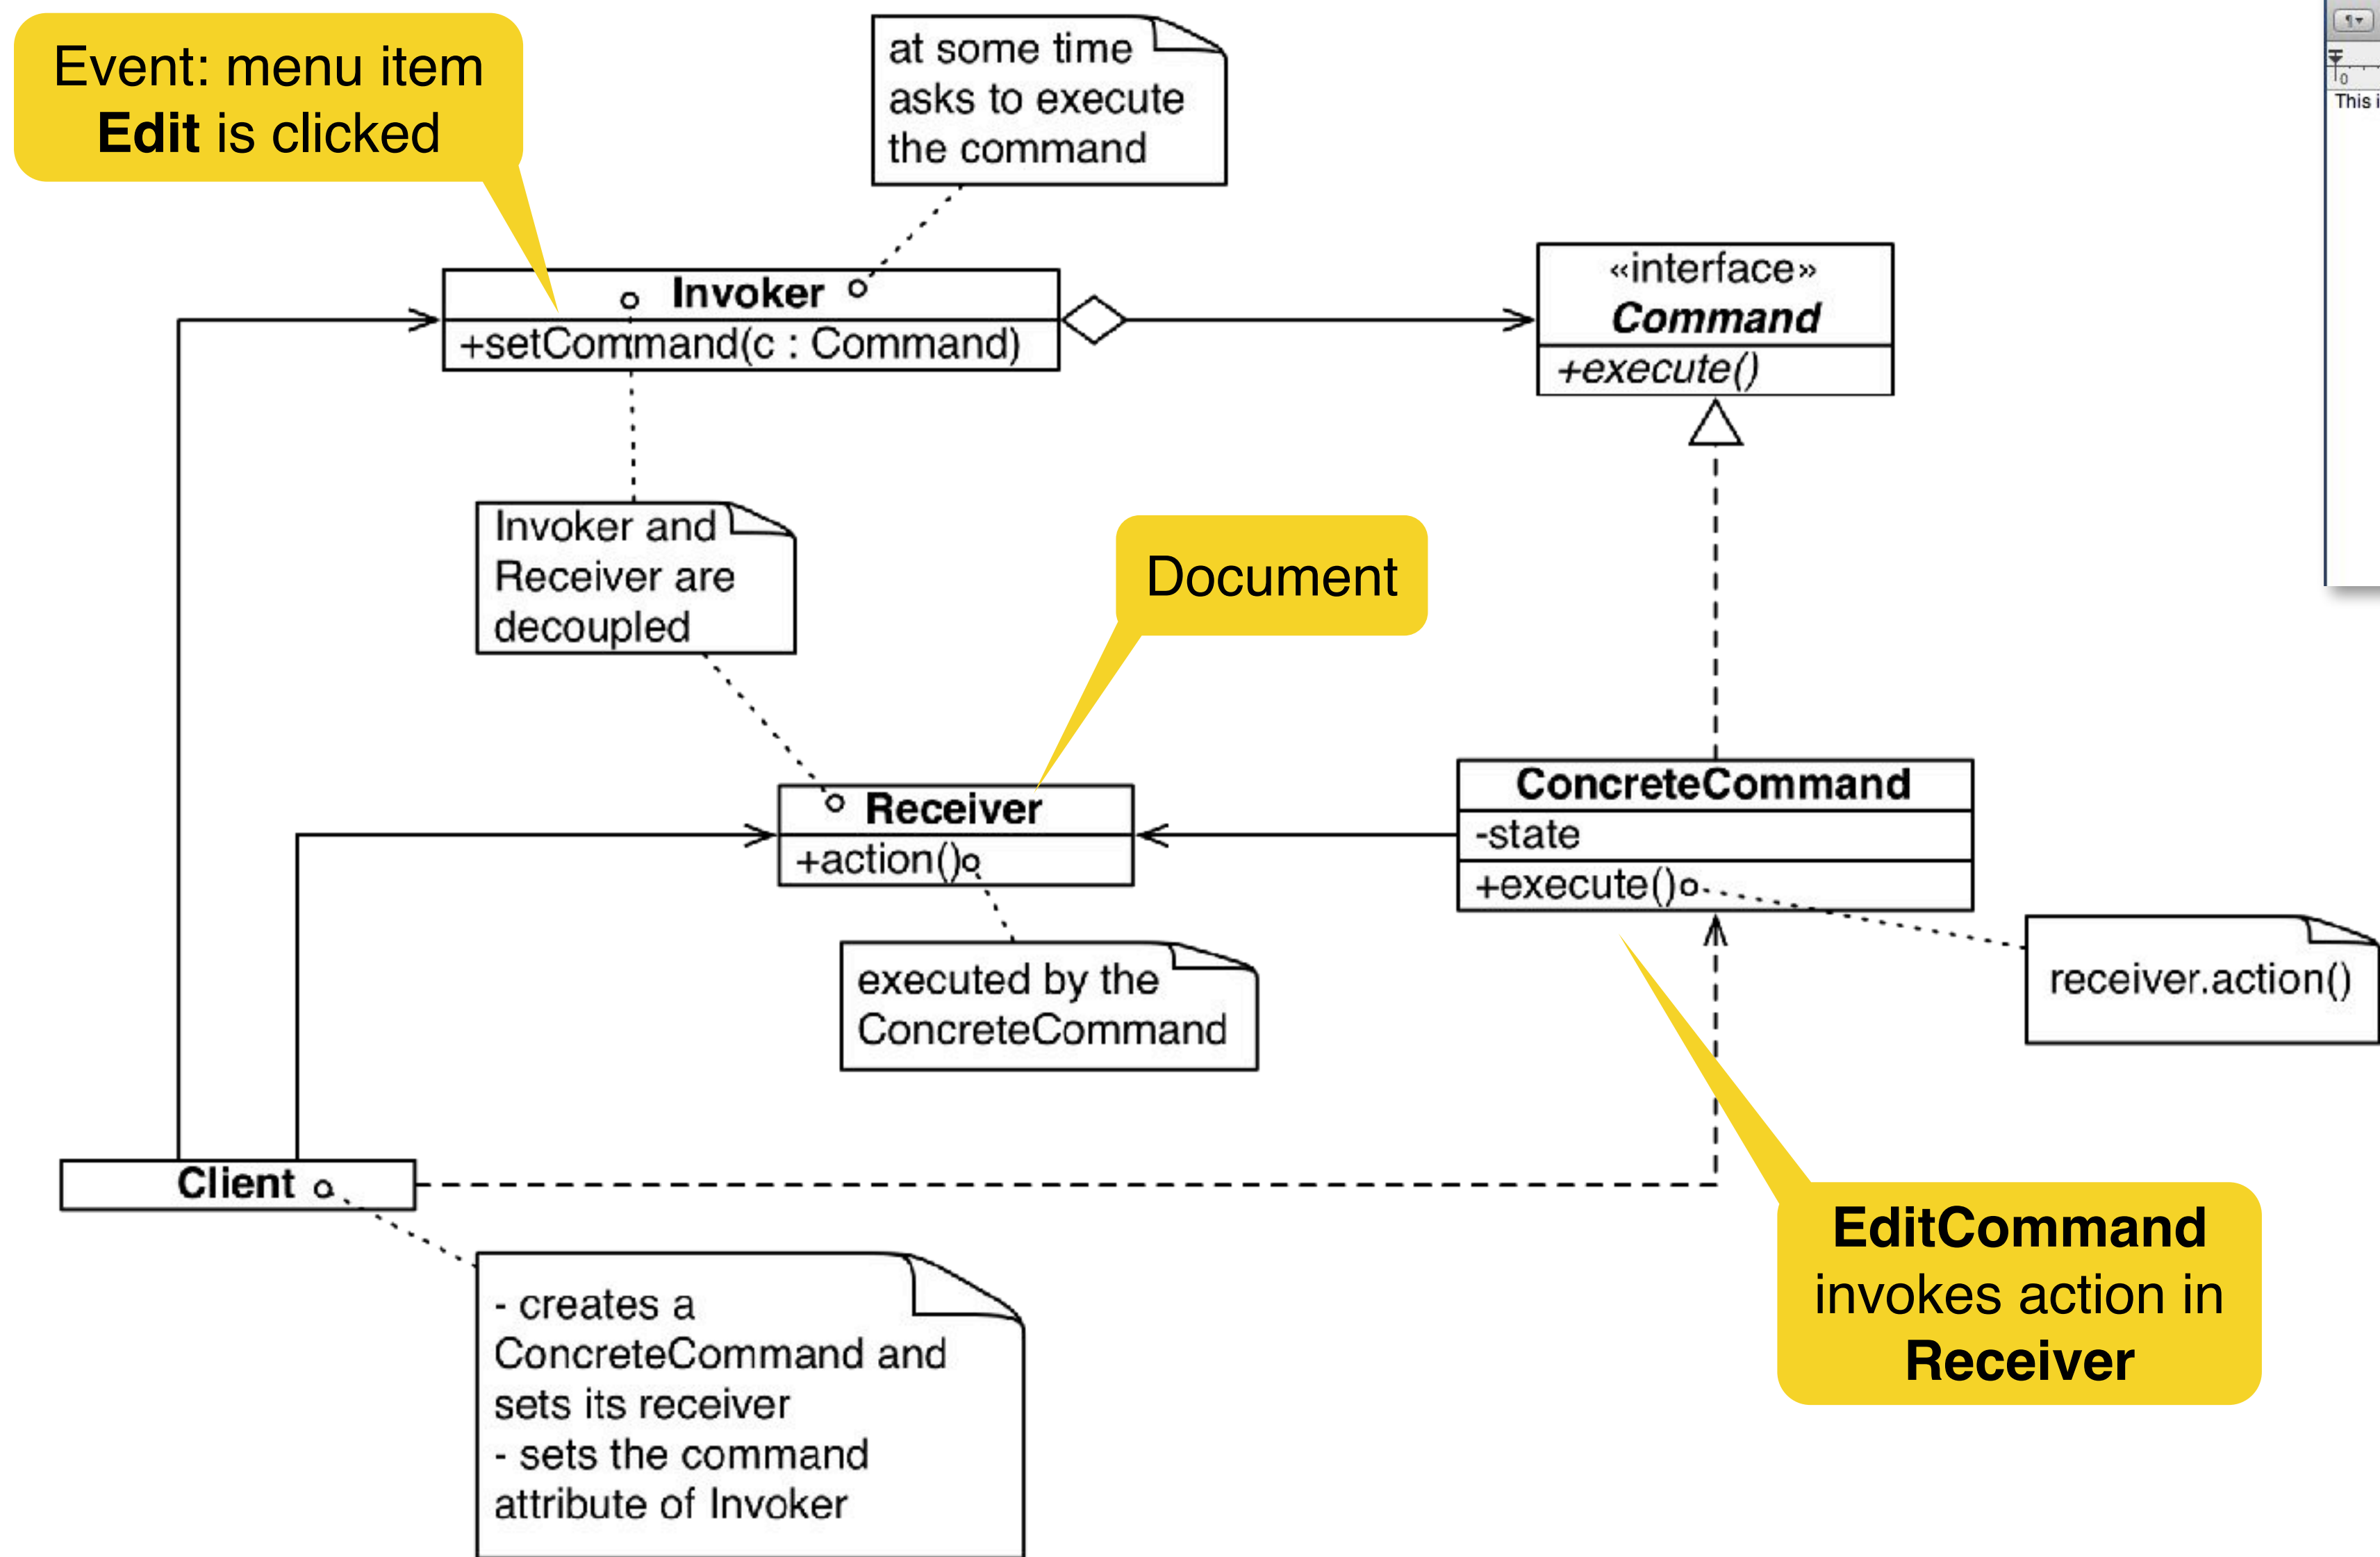 Event: menu item
Edit is clicked
at some time
asks to execute
the command
0
This
Invoker
+setCommand(c : Command)
«interface»
Command
+execute()
Invoker and
Receiver are
decoupled
Document
Receiver
+action()
ConcreteCommand
-state
+execute()
receiver.action()
executed by the
ConcreteCommand
Client
EditCommand
invokes action in
Receiver
- creates a
ConcreteCommand and
sets its receiver
- sets the command
attribute of Invoker